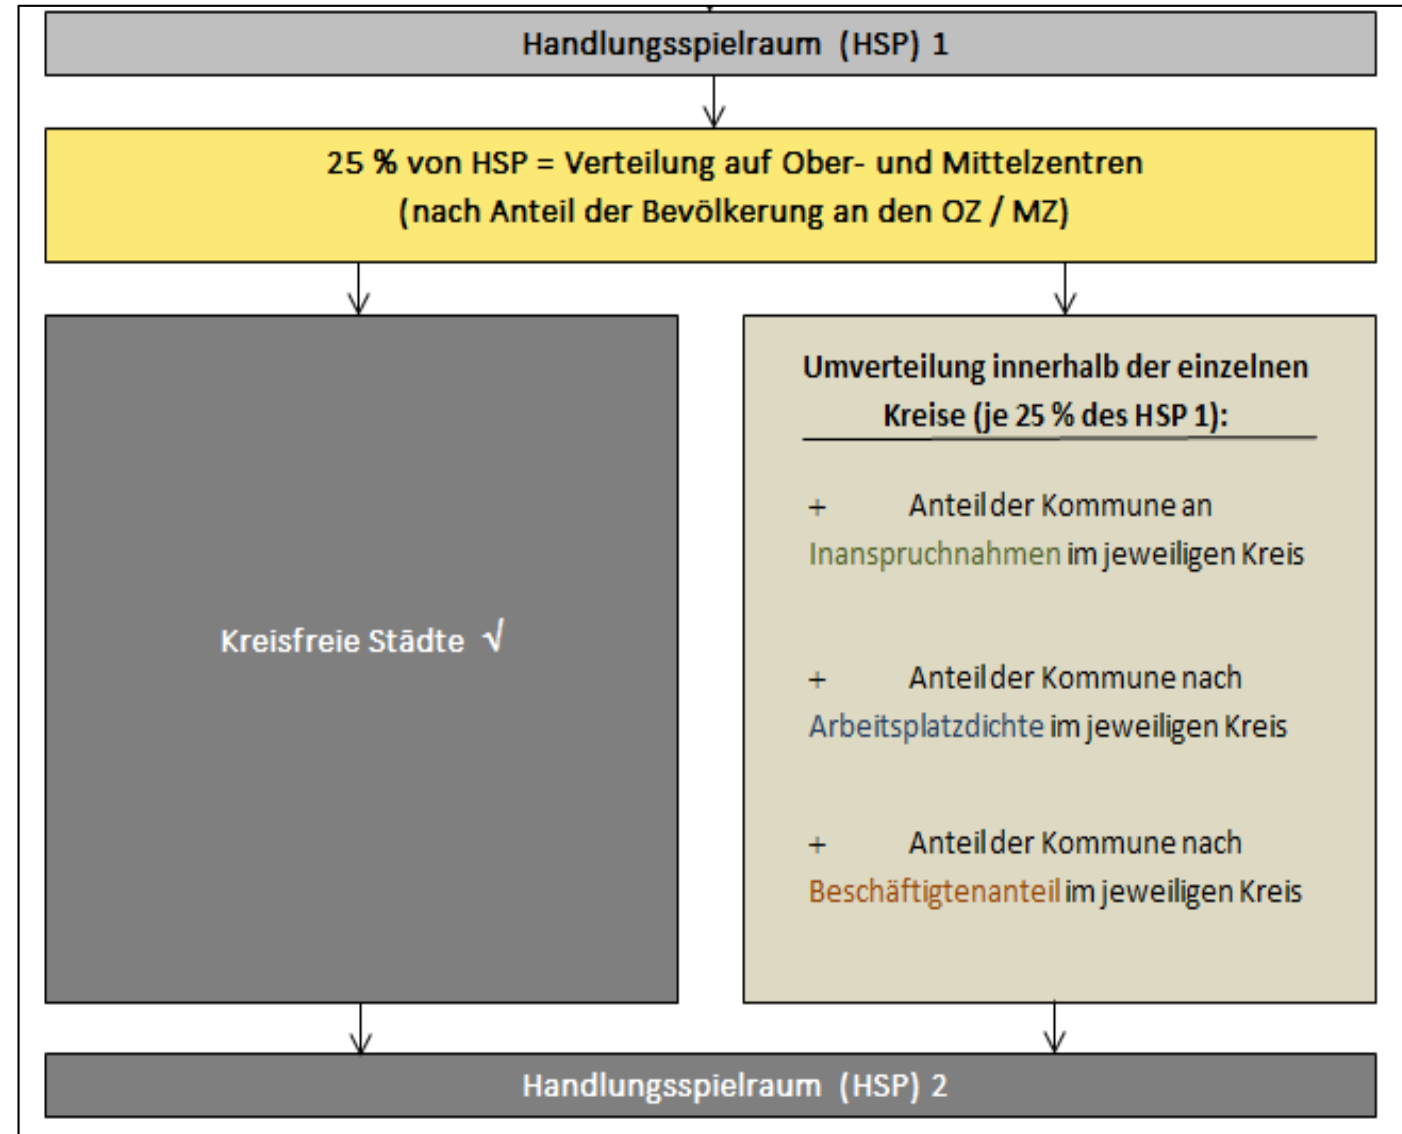 Handlungsspielraum (HSP) 1
25 % von HSP = Verteilung auf Ober- und Mittelzentren
(nach Anteil der Bevölkerung an den OZ / MZ)
Kreisfreie Städte √
Umverteilung innerhalb der einzelnen
Kreise (je 25 % des HSP 1):
+ Anteil der Kommune an
Inanspruchnahmen im jeweiligen Kreis
+ Anteil der Kommune nach
Arbeitsplatzdichte im jeweiligen Kreis
+ Anteil der Kommune nach
Beschäftigtenanteil im jeweiligen Kreis
Handlungsspielraum (HSP) 2